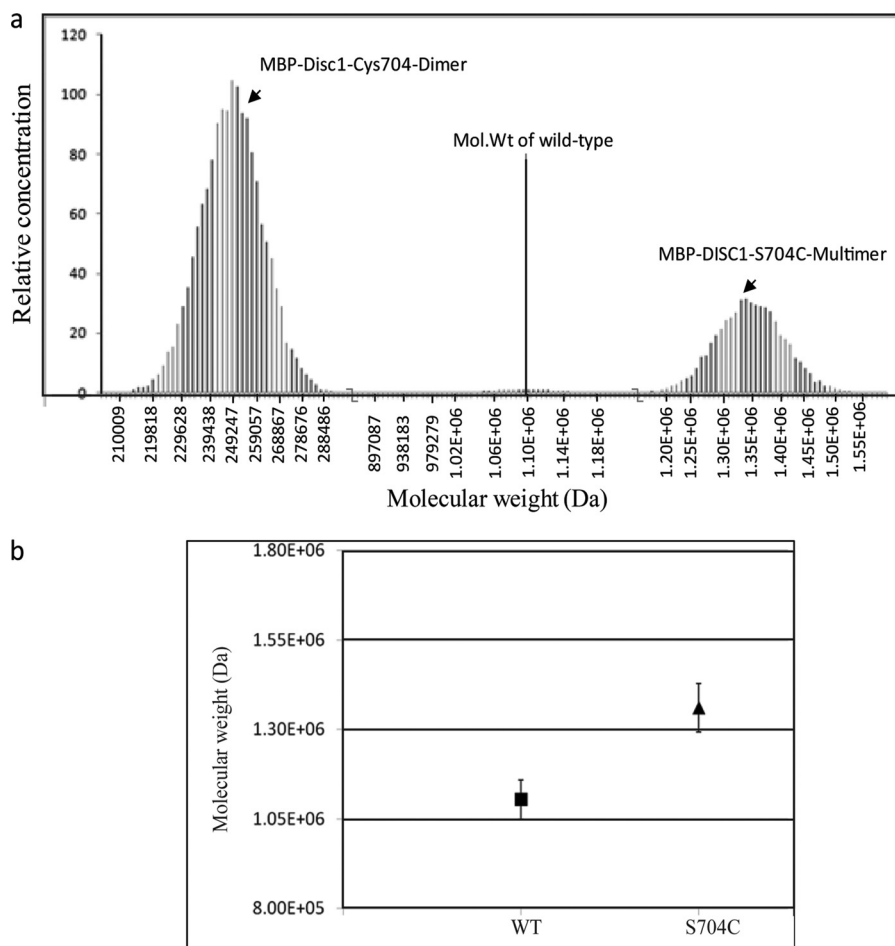 a
120
100
80
60
40
20
0
Relative concentration
MBP-Disc1-Cys704-Dimer
Mol.Wt of wild-type
MBP-DISC1-S704C-Multimer
210009
219818
229628
239438
249247
259057
268867
278676
288486
897087
938183
979279
1.02E+06
1.06E+06
1.10E+06
1.14E+06
1.18E+06
1.20E+06
1.25E+06
1.30E+06
1.35E+06
1.40E+06
1.45E+06
1.50E+06
1.55E+06
Molecular weight (Da)
b
1.80E+06
1.55E+06
1.30E+06
1.05E+06
8.00E+05
Molecular weight (Da)
WT
S704C